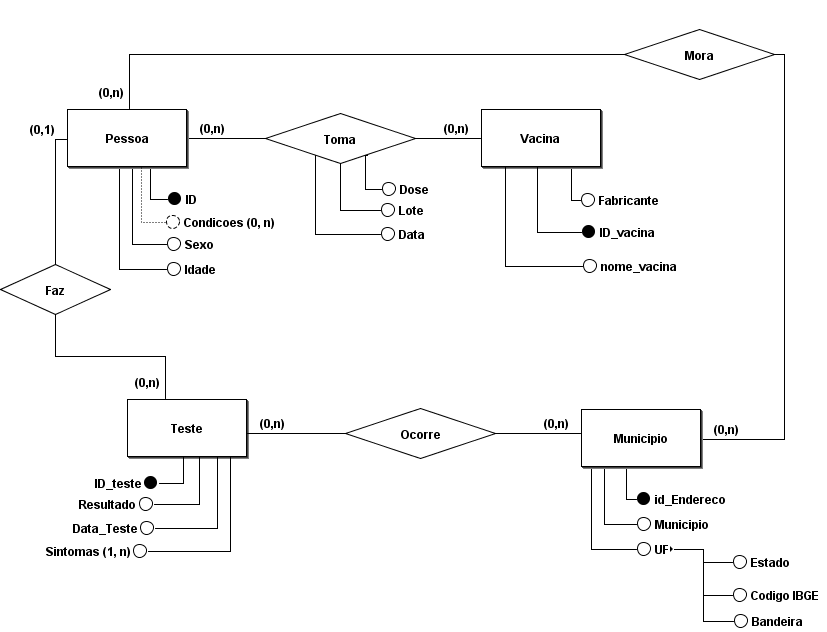 Mora
(0,n)
(0,1)
Pessoa
(0,n)
Toma
(0,n)
Vacina
ID
Condicoes (0, n)
Sexo
Idade
Dose
Lote
Data
Fabricante
ID_vacina
nome_vacina
Faz
(0,n)
Teste
(0,n)
Ocorre
(0,n)
Municipio
(0,n)
ID_teste
Resultado
Data_Teste
Sintomas (1, n)
id_Endereco
Municipio
UF
Estado
Codigo IBGE
Bandeira